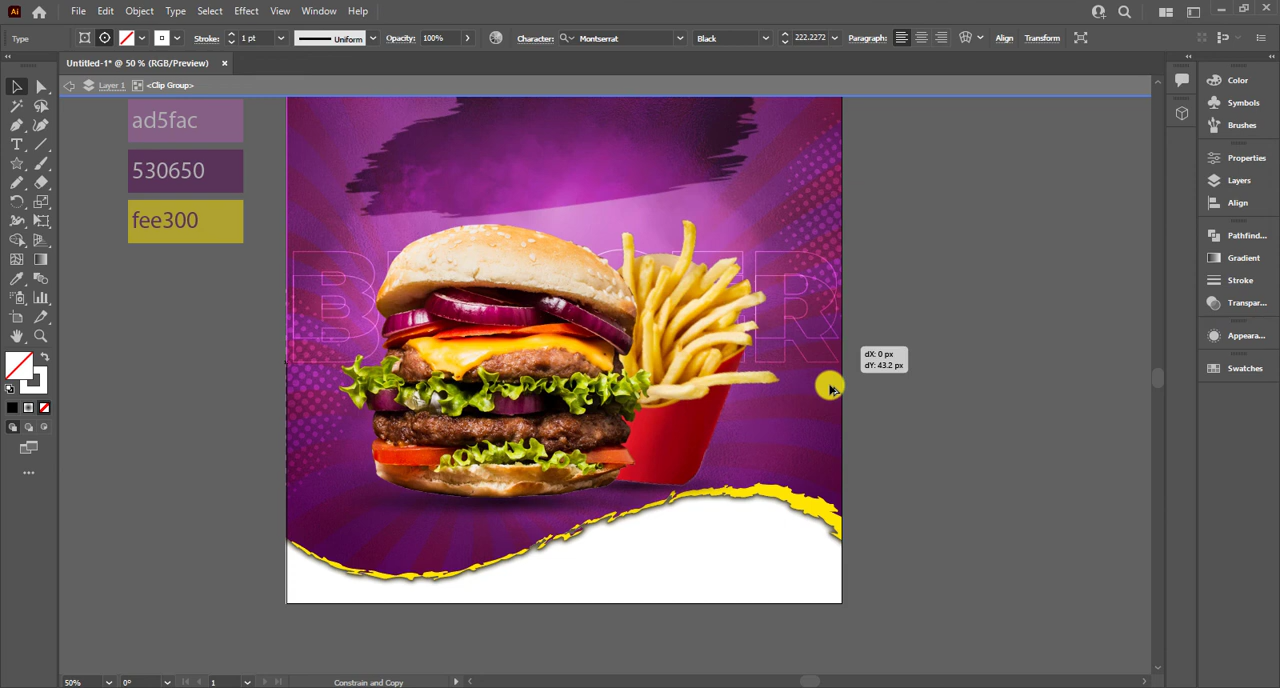 Ai
File Edit Object Type Select Effect View Window Help
Type Stroke: 1 pt Uniform Opacity: 100% Character: Montserrat Black 222.2272 Paragraph: Align Transform
Untitled-1* @ 50 % (RGB/Preview) ×
Layer 1 <Clip Group>
ad5fac
530650
fee300
BURGER
dX: 0 px
dY: 43.2 px
Color
Symbols
Brushes
Properties
Layers
Align
Pathfind...
Gradient
Stroke
Transpar...
Appeara...
Swatches
50% 0° 1 Constrain and Copy